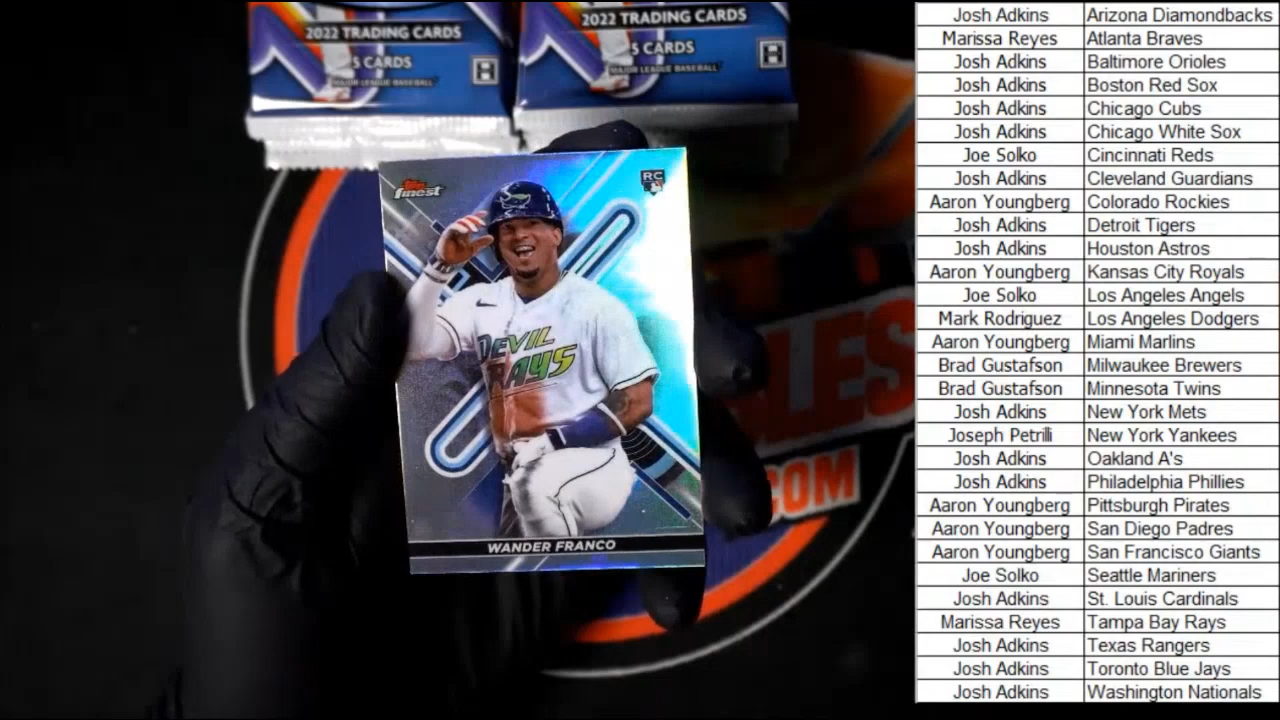 2022 TRADING CARDS
5 CARDS
MAJOR LEAGUE BASEBALL
2022 TRADING CARDS
5 CARDS
MAJOR LEAGUE BASEBALL
Topps
finest
RC
DEVIL
RAYS
WANDER FRANCO
LES
.COM
Josh Adkins Arizona Diamondbacks
Marissa Reyes Atlanta Braves
Josh Adkins Baltimore Orioles
Josh Adkins Boston Red Sox
Josh Adkins Chicago Cubs
Josh Adkins Chicago White Sox
Joe Solko Cincinnati Reds
Josh Adkins Cleveland Guardians
Aaron Youngberg Colorado Rockies
Josh Adkins Detroit Tigers
Josh Adkins Houston Astros
Aaron Youngberg Kansas City Royals
Joe Solko Los Angeles Angels
Mark Rodriguez Los Angeles Dodgers
Aaron Youngberg Miami Marlins
Brad Gustafson Milwaukee Brewers
Brad Gustafson Minnesota Twins
Josh Adkins New York Mets
Joseph Petrilli New York Yankees
Josh Adkins Oakland A's
Josh Adkins Philadelphia Phillies
Aaron Youngberg Pittsburgh Pirates
Aaron Youngberg San Diego Padres
Aaron Youngberg San Francisco Giants
Joe Solko Seattle Mariners
Josh Adkins St. Louis Cardinals
Marissa Reyes Tampa Bay Rays
Josh Adkins Texas Rangers
Josh Adkins Toronto Blue Jays
Josh Adkins Washington Nationals